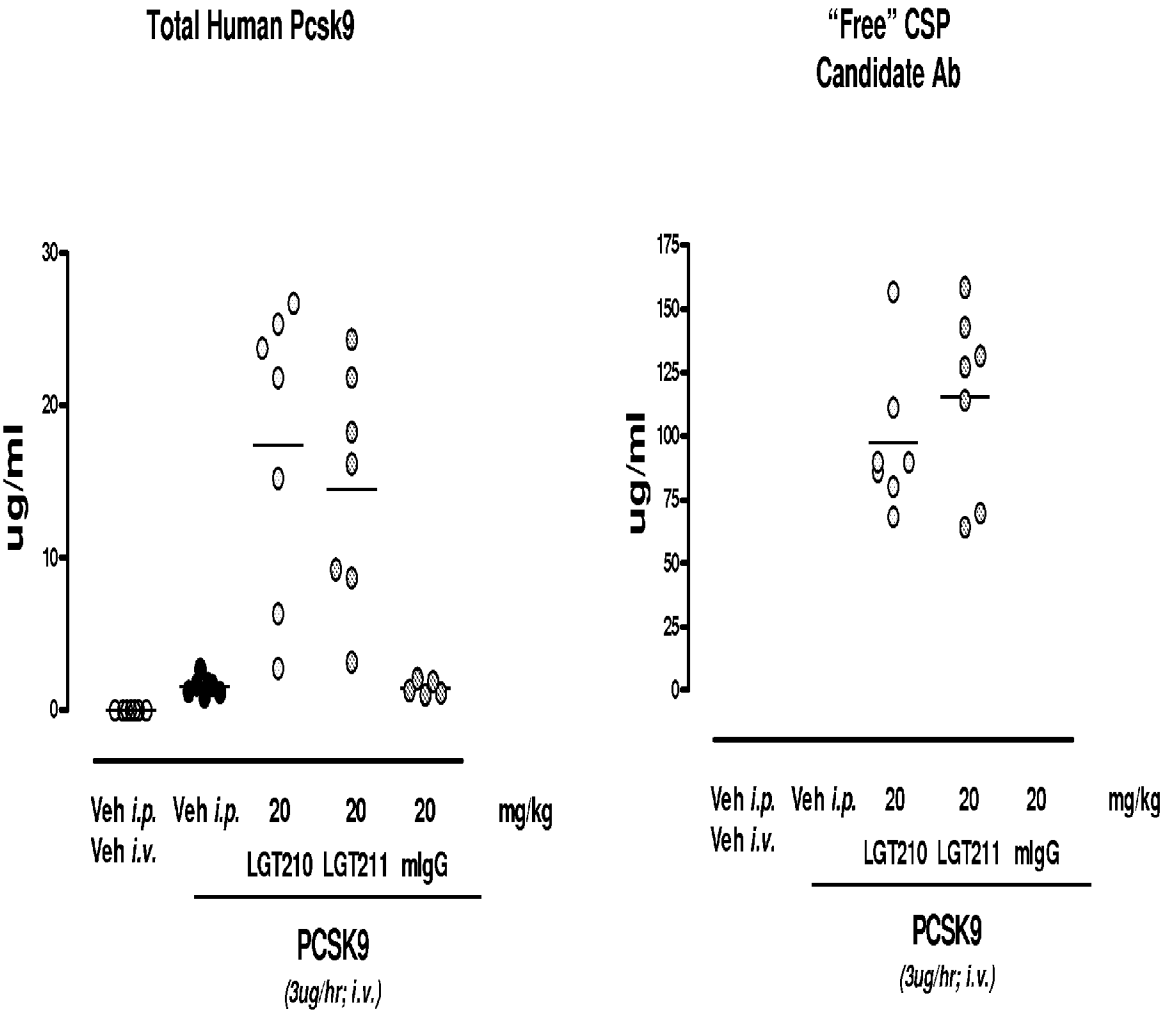 Total Human Pcsk9
“Free” CSP
Candidate Ab
ug/ml
30
20
10
0
Veh i.p. Veh i.p. 20 20 20 mg/kg
Veh i.v.
LGT210 LGT211 mIgG
PCSK9
(3ug/hr; i.v.)
ug/ml
175
150
125
100
75
50
25
0
Veh i.p. Veh i.p. 20 20 20 mg/kg
Veh i.v.
LGT210 LGT211 mIgG
PCSK9
(3ug/hr; i.v.)